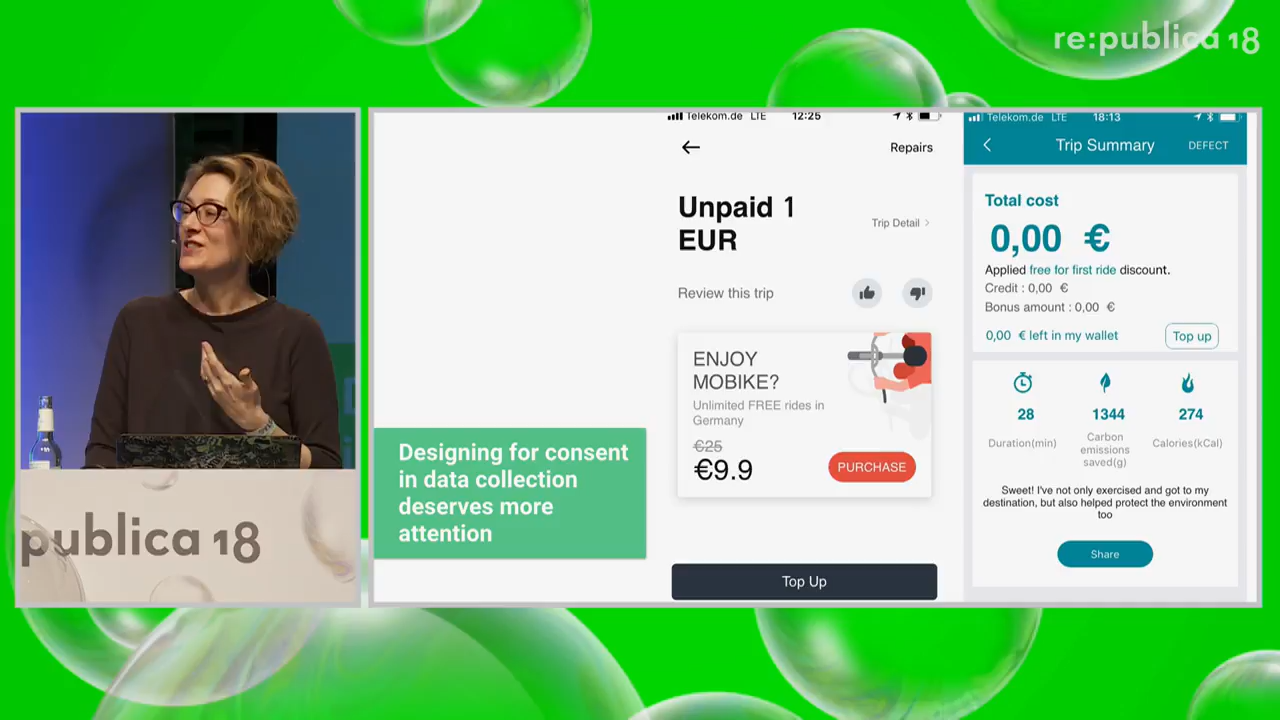 re:publica 18
publica 18
Designing for consent
in data collection
deserves more
attention
Telekom.de LTE 12:25
Repairs
Unpaid 1
EUR
Trip Detail >
Review this trip
ENJOY
MOBIKE?
Unlimited FREE rides in
Germany
€25
€9.9
PURCHASE
Top Up
Telekom.de LTE 18:13
Trip Summary
DEFECT
Total cost
0,00 €
Applied free for first ride discount.
Credit : 0,00 €
Bonus amount : 0,00 €
0,00 € left in my wallet
Top up
28
Duration(min)
1344
Carbon
emissions
saved(g)
274
Calories(kCal)
Sweet! I've not only exercised and got to my
destination, but also helped protect the environment
too
Share